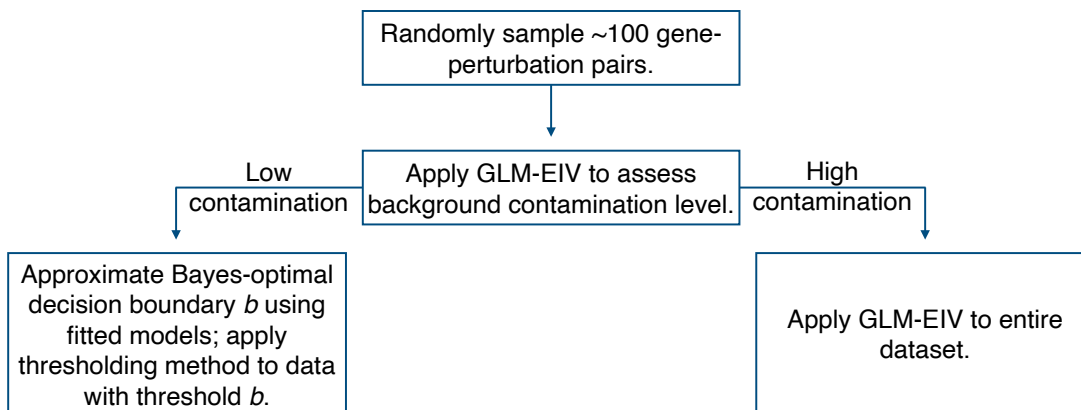 Randomly sample ~100 gene-
perturbation pairs.
Low
contamination
Apply GLM-EIV to assess
background contamination level.
High
contamination
Approximate Bayes-optimal
decision boundary b using
fitted models; apply
thresholding method to data
with threshold b.
Apply GLM-EIV to entire
dataset.